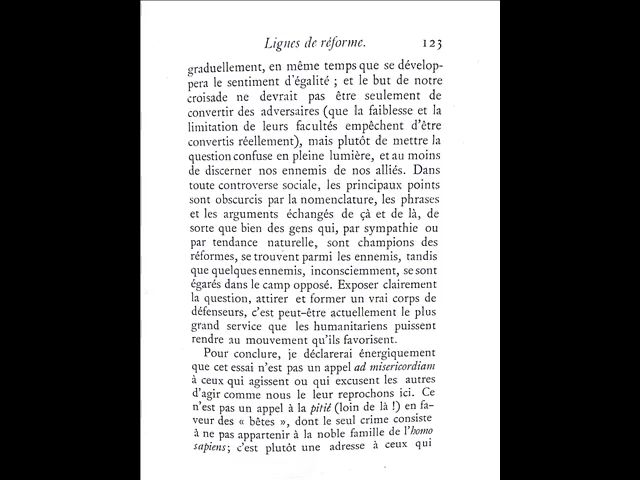 Lignes de réforme. 123
graduellement, en même temps que se dévelop-
pera le sentiment d'égalité ; et le but de notre
croisade ne devrait pas être seulement de
convertir des adversaires (que la faiblesse et la
limitation de leurs facultés empêchent d'être
convertis réellement), mais plutôt de mettre la
question confuse en pleine lumière, et au moins
de discerner nos ennemis de nos alliés. Dans
toute controverse sociale, les principaux points
sont obscurcis par la nomenclature, les phrases
et les arguments échangés de çà et de là, de
sorte que bien des gens qui, par sympathie ou
par tendance naturelle, sont champions des
réformes, se trouvent parmi les ennemis, tandis
que quelques ennemis, inconsciemment, se sont
égarés dans le camp opposé. Exposer clairement
la question, attirer et former un vrai corps de
défenseurs, c'est peut-être actuellement le plus
grand service que les humanitariens puissent
rendre au mouvement qu'ils favorisent.
Pour conclure, je déclarerai énergiquement
que cet essai n'est pas un appel ad misericordiam
à ceux qui agissent ou qui excusent les autres
d'agir comme nous le leur reprochons ici. Ce
n'est pas un appel à la pitié (loin de là !) en fa-
veur des « bêtes », dont le seul crime consiste
à ne pas appartenir à la noble famille de l'homo
sapiens ; c'est plutôt une adresse à ceux qui